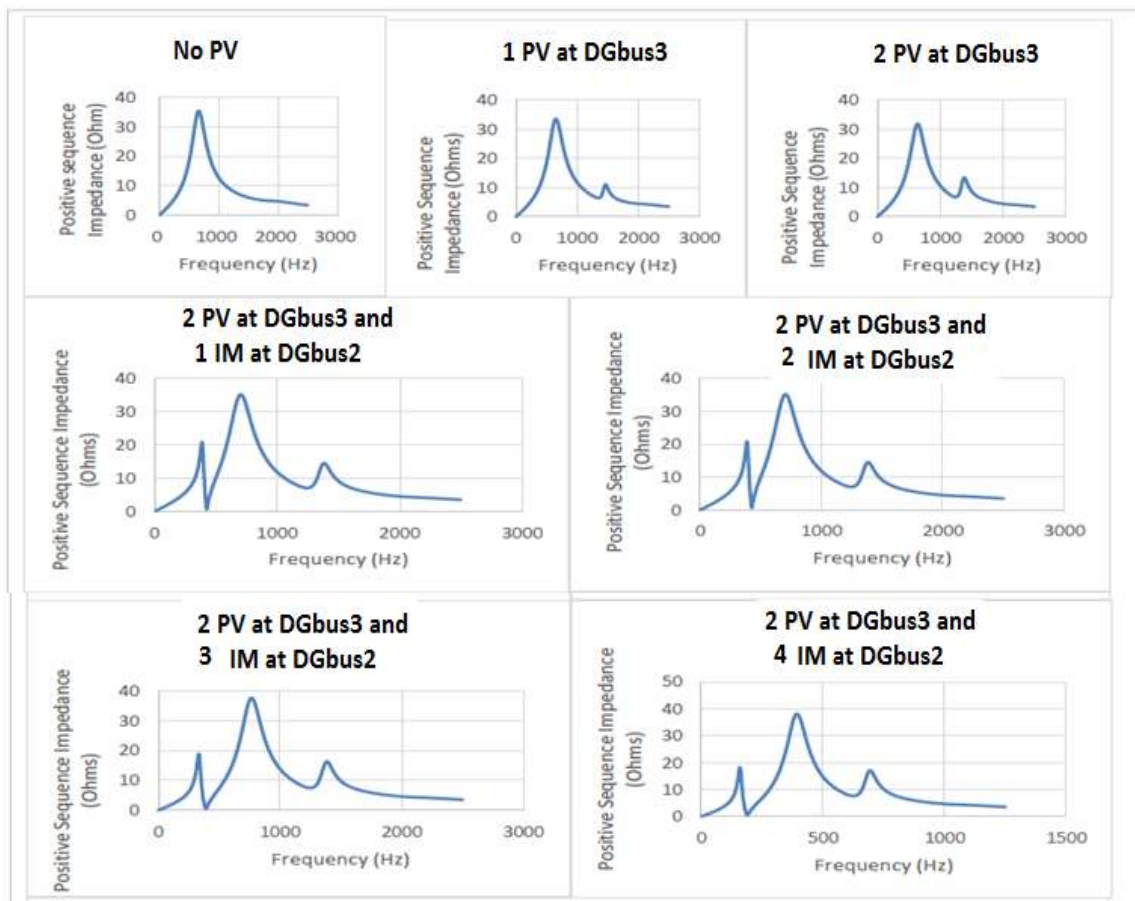 No PV
Positive sequence
Impedance (Ohm)
40
30
20
10
0
0 1000 2000 3000
Frequency (Hz)
1 PV at DGbus3
Positive Sequence
Impedance (Ohms)
40
30
20
10
0
0 1000 2000 3000
Frequency (Hz)
2 PV at DGbus3
Positive Sequence
Impedance (Ohms)
40
30
20
10
0
0 1000 2000 3000
Frequency (Hz)
2 PV at DGbus3 and
1 IM at DGbus2
Positive Sequence Impedance
(Ohms)
40
30
20
10
0
0 1000 2000 3000
Frequency (Hz)
2 PV at DGbus3 and
2 IM at DGbus2
Positive Sequence Impedance
(Ohms)
40
30
20
10
0
0 1000 2000 3000
Frequency (Hz)
2 PV at DGbus3 and
3 IM at DGbus2
Positive Sequence Impedance
(Ohms)
40
30
20
10
0
0 1000 2000 3000
Frequency (Hz)
2 PV at DGbus3 and
4 IM at DGbus2
Positive Sequence Impedance
(Ohms)
50
40
30
20
10
0
0 500 1000 1500
Frequency (Hz)